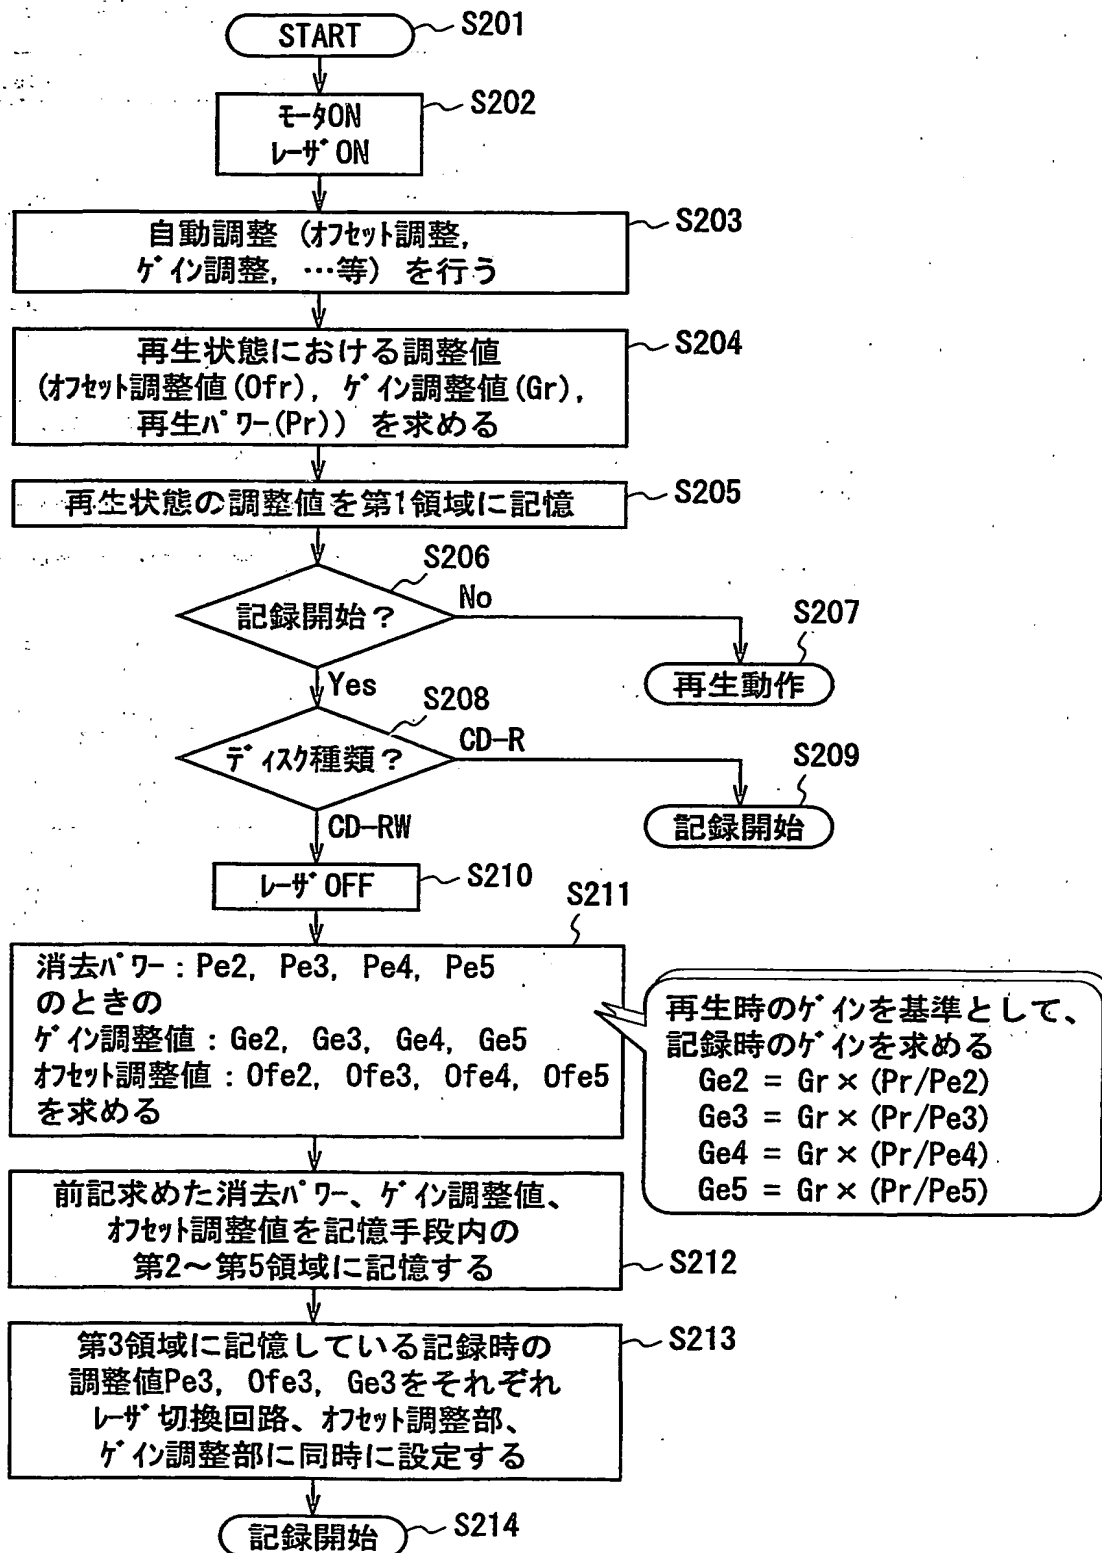 START
S201
モータON
レーザON
S202
自動調整 (オフセット調整,
ゲイン調整, …等) を行う
S203
再生状態における調整値
(オフセット調整値(Ofr), ゲイン調整値(Gr),
再生パワー(Pr)) を求める
S204
再生状態の調整値を第1領域に記憶
S205
S206
記録開始?
No
S207
再生動作
Yes
S208
ディスク種類?
CD-R
S209
記録開始
CD-RW
レーザOFF
S210
S211
消去パワー : Pe2, Pe3, Pe4, Pe5
のときの
ゲイン調整値 : Ge2, Ge3, Ge4, Ge5
オフセット調整値 : Ofe2, Ofe3, Ofe4, Ofe5
を求める
再生時のゲインを基準として、
記録時のゲインを求める
Ge2 = Gr × (Pr/Pe2)
Ge3 = Gr × (Pr/Pe3)
Ge4 = Gr × (Pr/Pe4)
Ge5 = Gr × (Pr/Pe5)
前記求めた消去パワー、ゲイン調整値、
オフセット調整値を記憶手段内の
第2～第5領域に記憶する
S212
第3領域に記憶している記録時の
調整値Pe3, Ofe3, Ge3をそれぞれ
レーザ切換回路、オフセット調整部、
ゲイン調整部に同時に設定する
S213
記録開始
S214